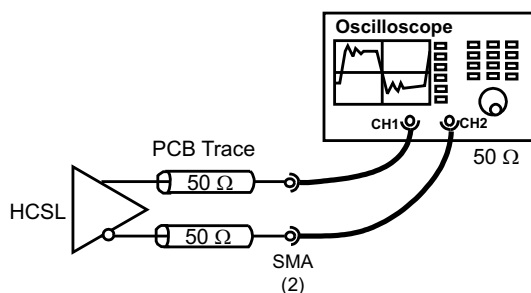 Oscilloscope
CH1
CH2
50 Ω
PCB Trace
50 Ω
HCSL
50 Ω
SMA
(2)